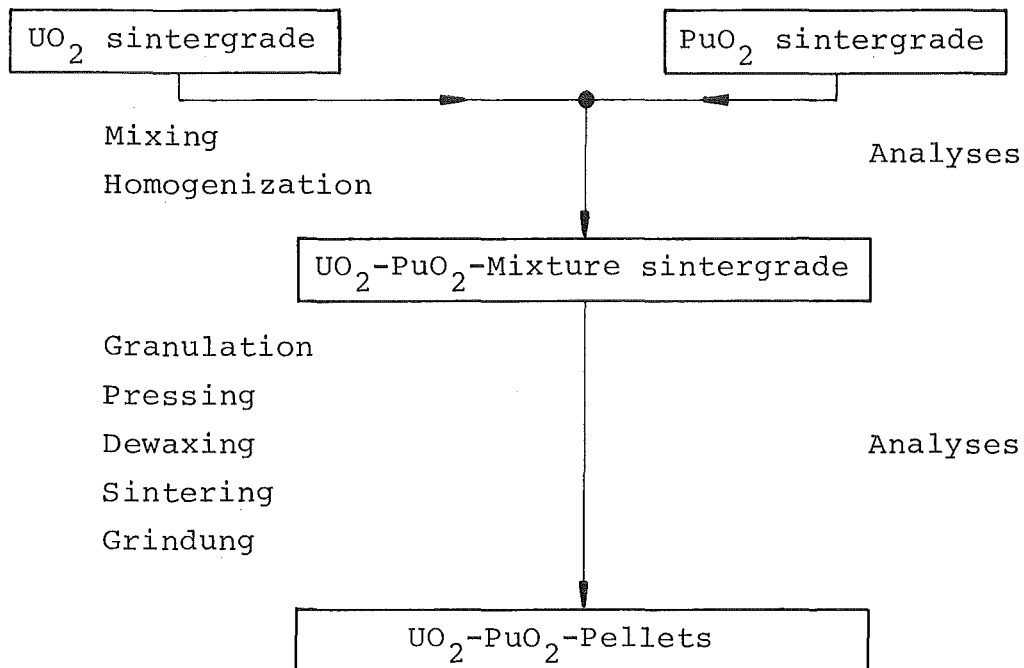 UO₂ sintergrade
PuO₂ sintergrade
Mixing
Homogenization
Analyses
UO₂-PuO₂-Mixture sintergrade
Granulation
Pressing
Dewaxing
Sintering
Grindung
Analyses
UO₂-PuO₂-Pellets